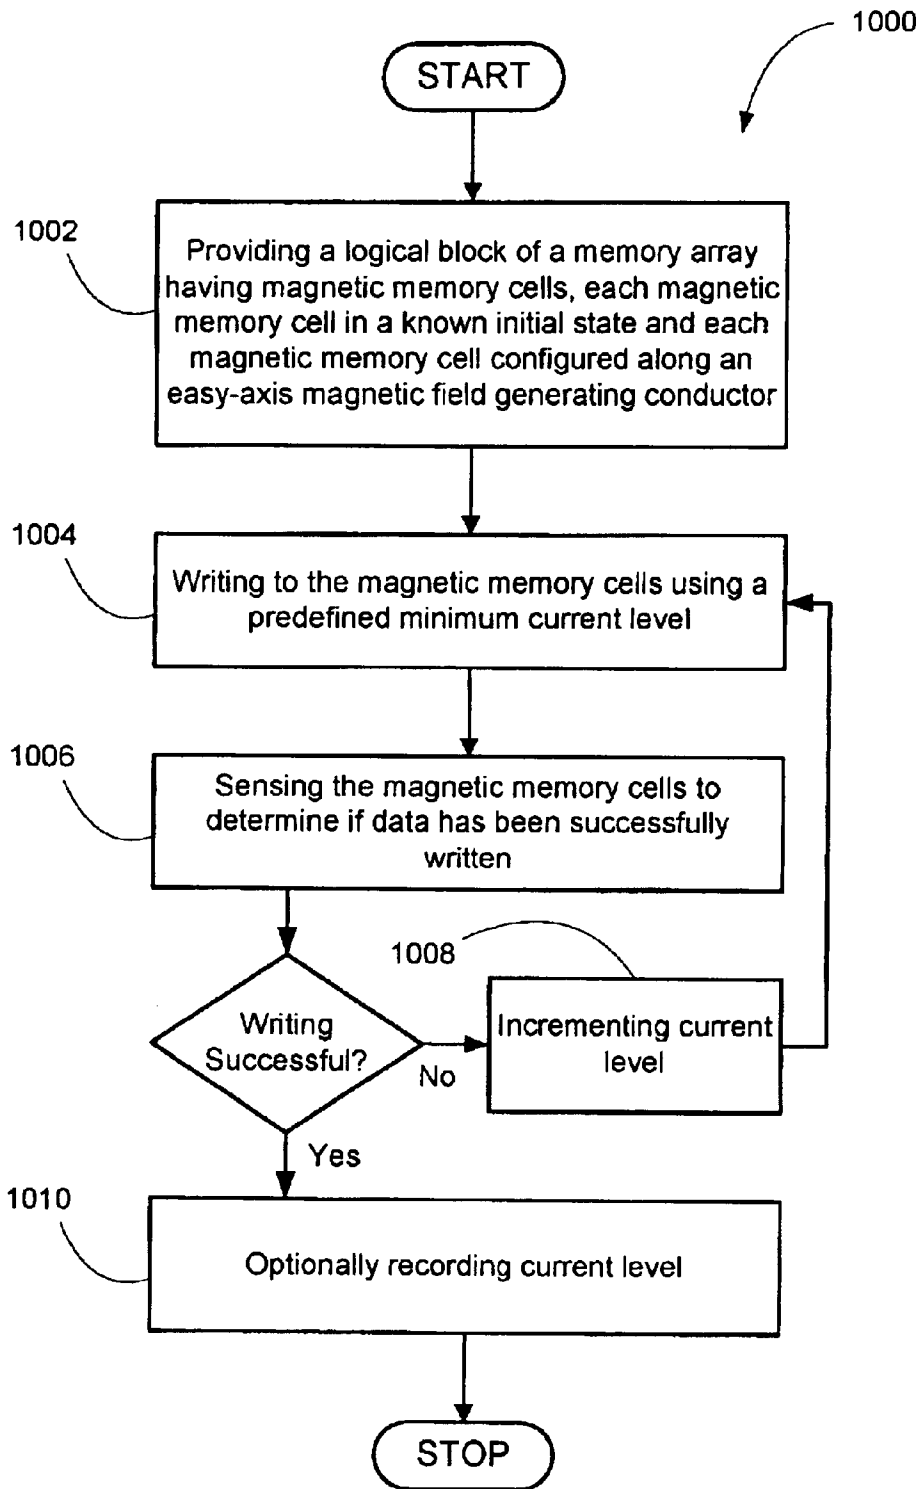 1000
START
1002
Providing a logical block of a memory array
having magnetic memory cells, each magnetic
memory cell in a known initial state and each
magnetic memory cell configured along an
easy-axis magnetic field generating conductor
1004
Writing to the magnetic memory cells using a
predefined minimum current level
1006
Sensing the magnetic memory cells to
determine if data has been successfully
written
1008
Writing
Successful?
No
Incrementing current
level
Yes
1010
Optionally recording current level
STOP